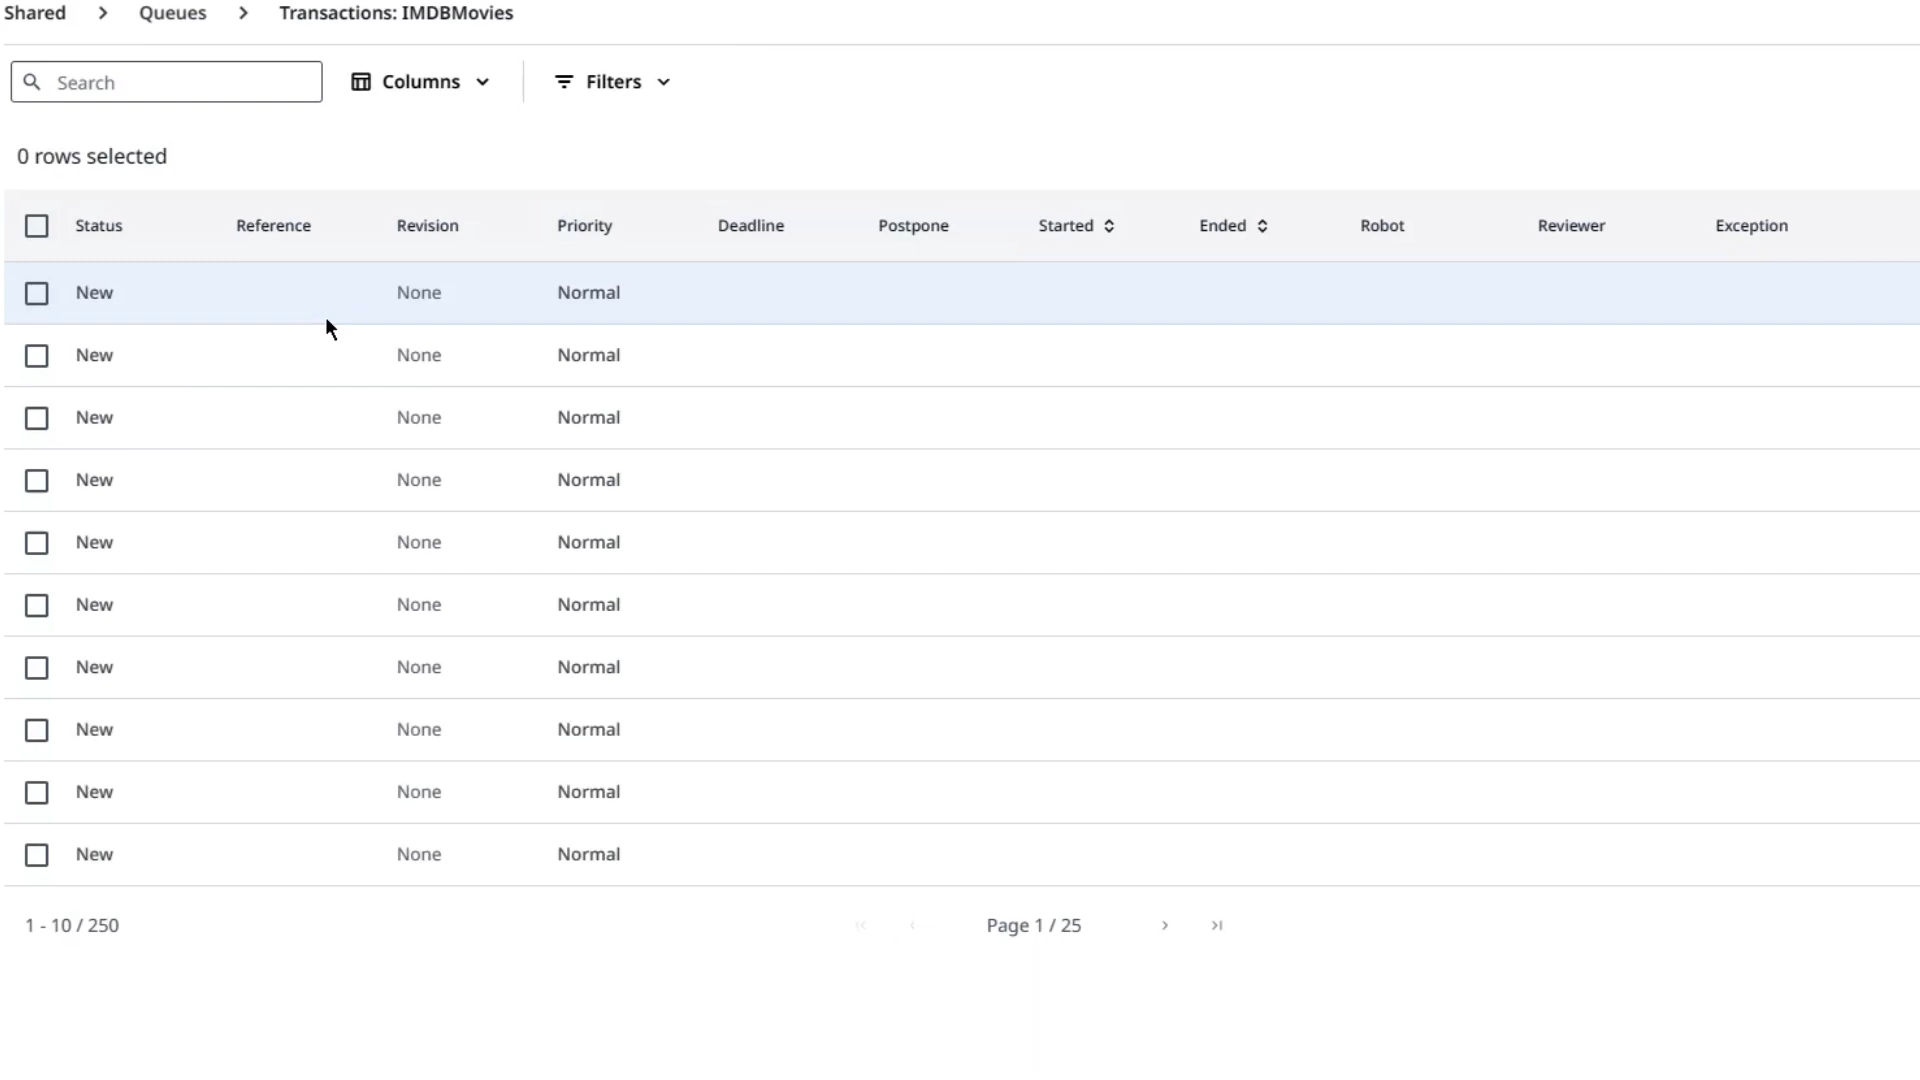 Shared > Queues > Transactions: IMDBMovies
Search Columns Filters
0 rows selected
Status Reference Revision Priority Deadline Postpone Started Ended Robot Reviewer Exception
New None Normal
New None Normal
New None Normal
New None Normal
New None Normal
New None Normal
New None Normal
New None Normal
New None Normal
New None Normal
1 - 10 / 250 Page 1 / 25